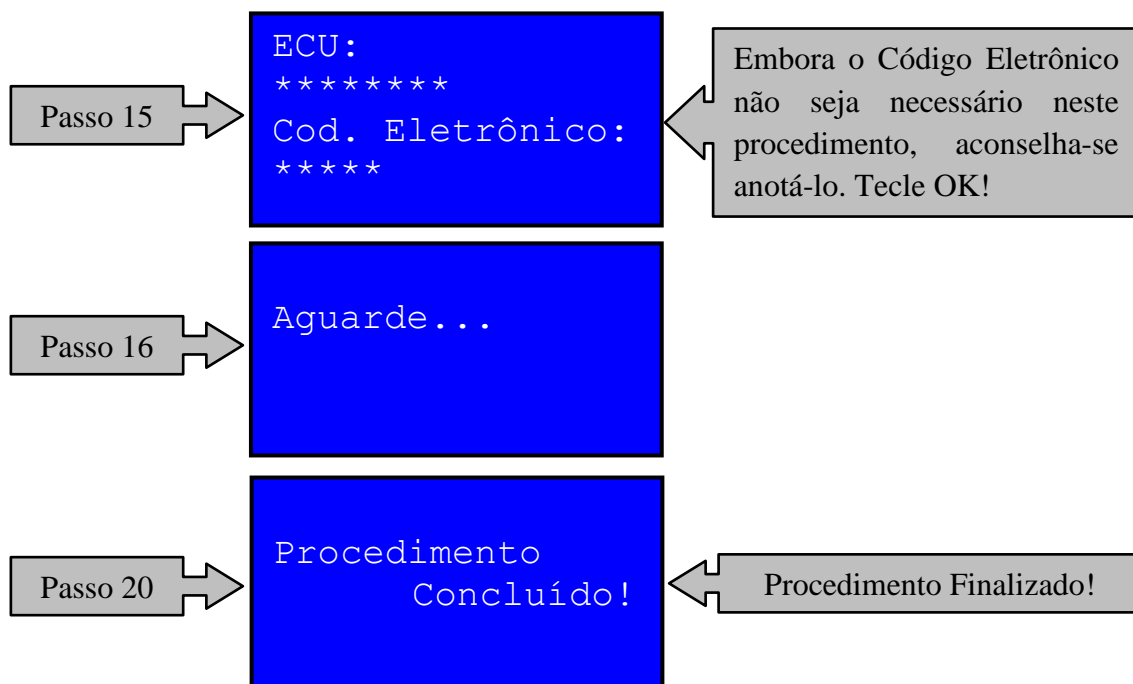 Passo 15
ECU:
********
Cod. Eletrônico:
*****
Embora o Código Eletrônico
não seja necessário neste
procedimento, aconselha-se
anotá-lo. Tecle OK!
Passo 16
Aguarde...
Passo 20
Procedimento
Concluído!
Procedimento Finalizado!